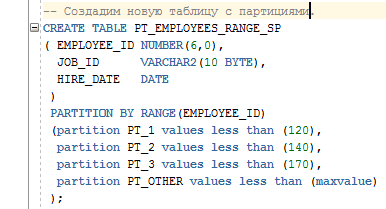 -- Создадим новую таблицу с партициями.
CREATE TABLE PT_EMPLOYEES_RANGE_SP
( EMPLOYEE_ID NUMBER(6,0),
JOB_ID VARCHAR2(10 BYTE),
HIRE_DATE DATE
)
PARTITION BY RANGE(EMPLOYEE_ID)
(partition PT_1 values less than (120),
partition PT_2 values less than (140),
partition PT_3 values less than (170),
partition PT_OTHER values less than (maxvalue)
);